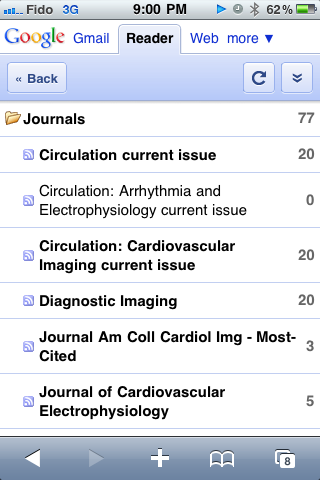 Fido 3G 9:00 PM 62%
Google Gmail Reader Web more ▼
« Back
Journals 77
Circulation current issue 20
Circulation: Arrhythmia and
Electrophysiology current issue 0
Circulation: Cardiovascular
Imaging current issue 20
Diagnostic Imaging 20
Journal Am Coll Cardiol Img - Most-
Cited 3
Journal of Cardiovascular
Electrophysiology 5
8